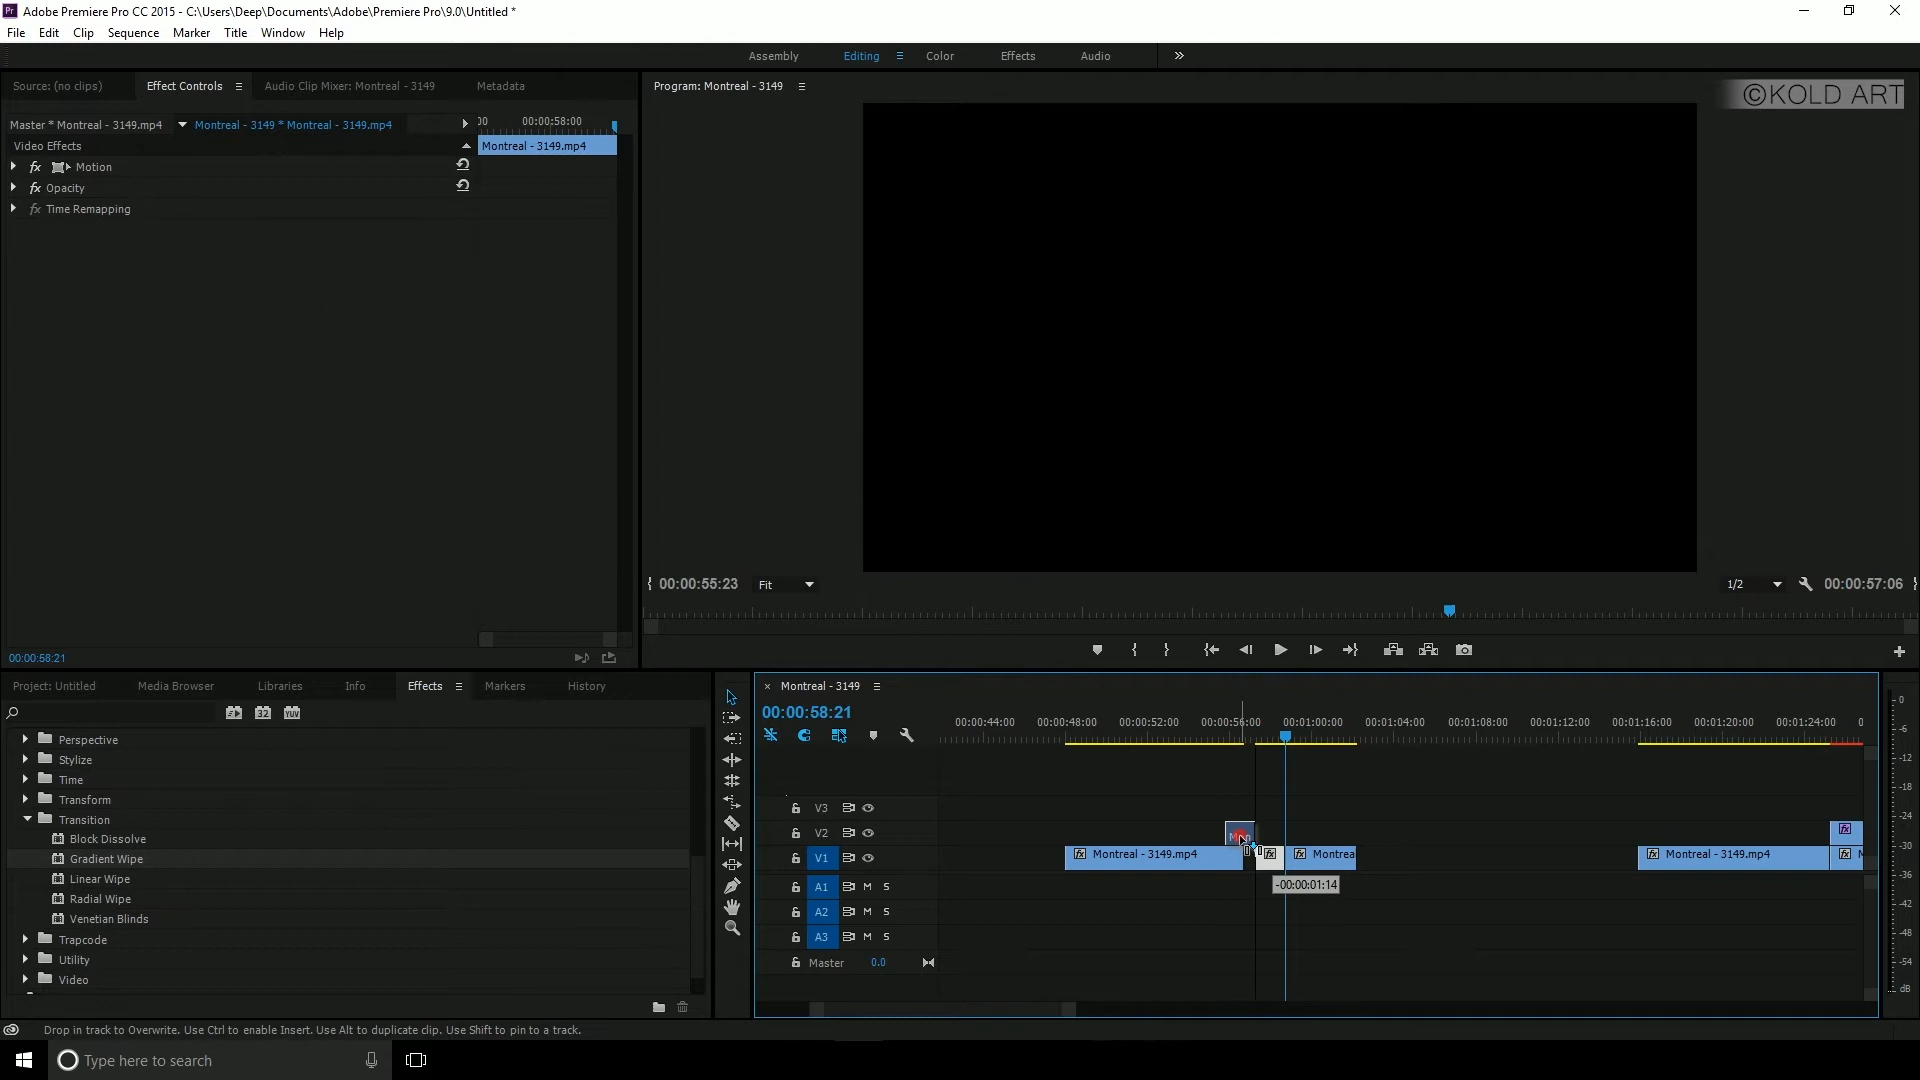 Adobe Premiere Pro CC 2015 - C:\Users\Deep\Documents\Adobe\Premiere Pro\9.0\Untitled *
File Edit Clip Sequence Marker Title Window Help
Assembly Editing Color Effects Audio
Source: (no clips) Effect Controls Audio Clip Mixer: Montreal - 3149 Metadata
Program: Montreal - 3149
©KOLD ART
Master * Montreal - 3149.mp4 Montreal - 3149 * Montreal - 3149.mp4
00:00:58:00
Video Effects
Montreal - 3149.mp4
fx Motion
fx Opacity
fx Time Remapping
00:00:55:23 Fit 1/2 00:00:57:06
00:00:58:21
Project: Untitled Media Browser Libraries Info Effects Markers History
32 YUV
Perspective
Stylize
Time
Transform
Transition
Block Dissolve
Gradient Wipe
Linear Wipe
Radial Wipe
Venetian Blinds
Trapcode
Utility
Video
× Montreal - 3149
00:00:58:21
00:00:44:00 00:00:48:00 00:00:52:00 00:00:56:00 00:01:00:00 00:01:04:00 00:01:08:00 00:01:12:00 00:01:16:00 00:01:20:00 00:01:24:00
V3
V2 fx
V1 fx Montreal - 3149.mp4 fx fx Montrea fx Montreal - 3149.mp4 fx
-00:00:01:14
A1 M S
A2 M S
A3 M S
Master 0.0
0
-6
-12
-18
-24
-30
-36
-42
-48
-54
dB
Drop in track to Overwrite. Use Ctrl to enable Insert. Use Alt to duplicate clip. Use Shift to pin to a track.
Type here to search